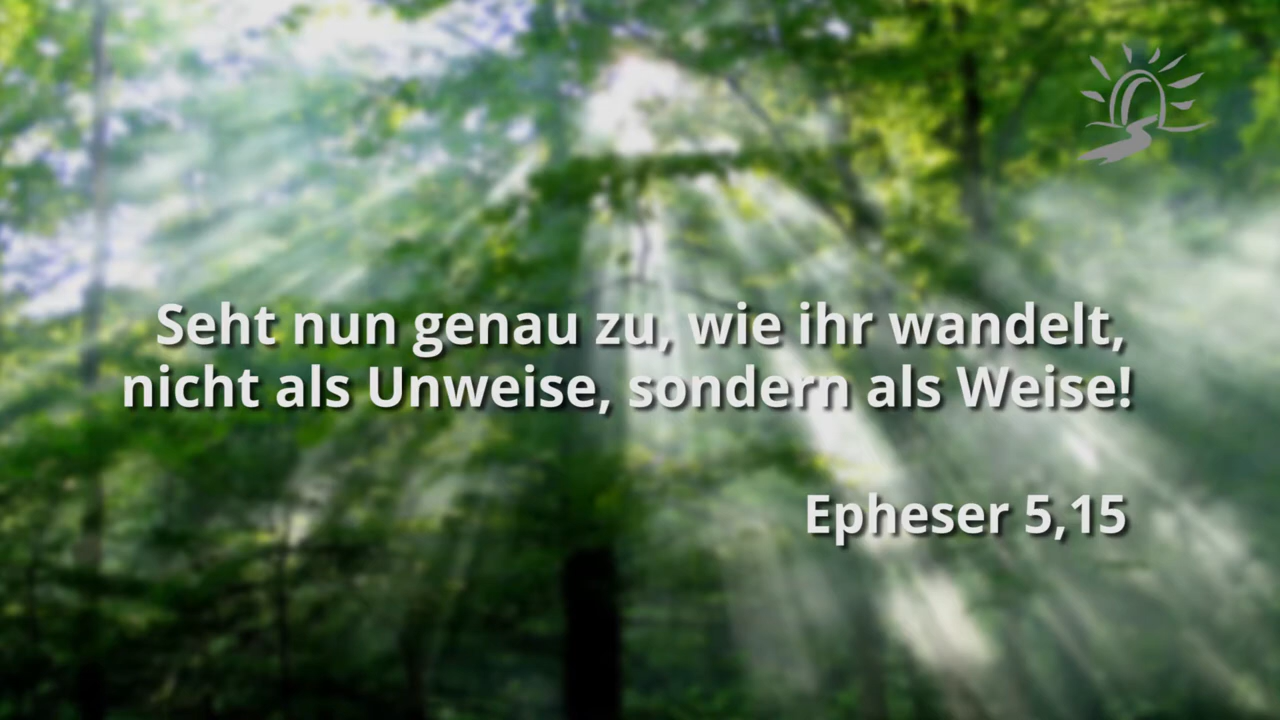 Seht nun genau zu, wie ihr wandelt,
nicht als Unweise, sondern als Weise!
Epheser 5,15